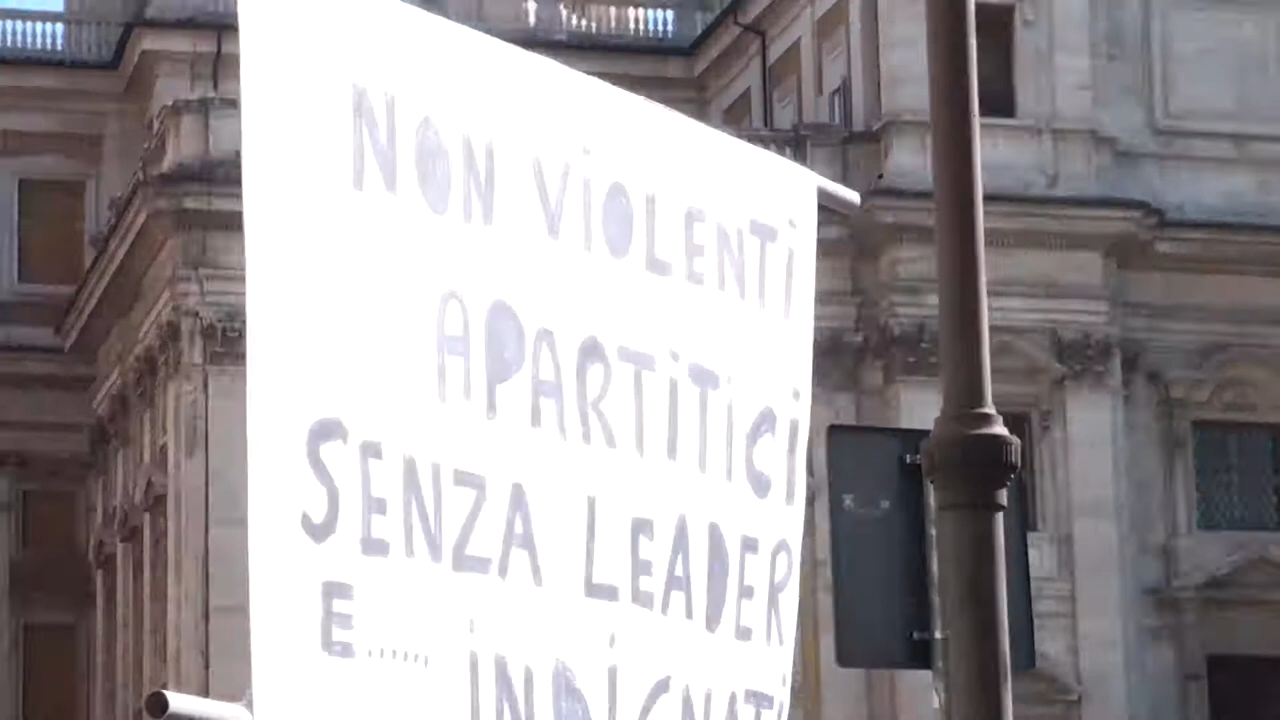 NON VIOLENTI
APARTITICI
SENZA LEADER
E...... INDIGNATI